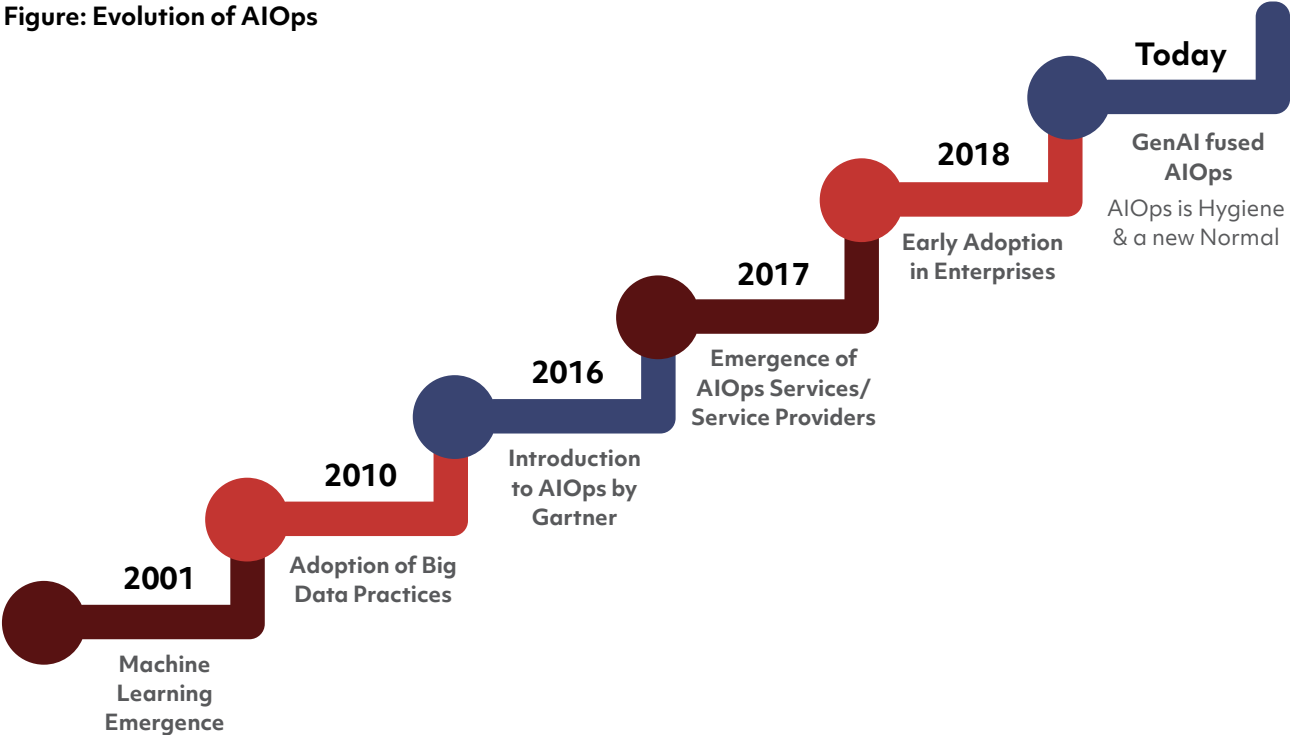 Figure: Evolution of AIOps
Today
GenAI fused
AIOps
AIOps is Hygiene
& a new Normal
2018
Early Adoption
in Enterprises
2017
Emergence of
AIOps Services/
Service Providers
2016
Introduction
to AIOps by
Gartner
2010
Adoption of Big
Data Practices
2001
Machine
Learning
Emergence